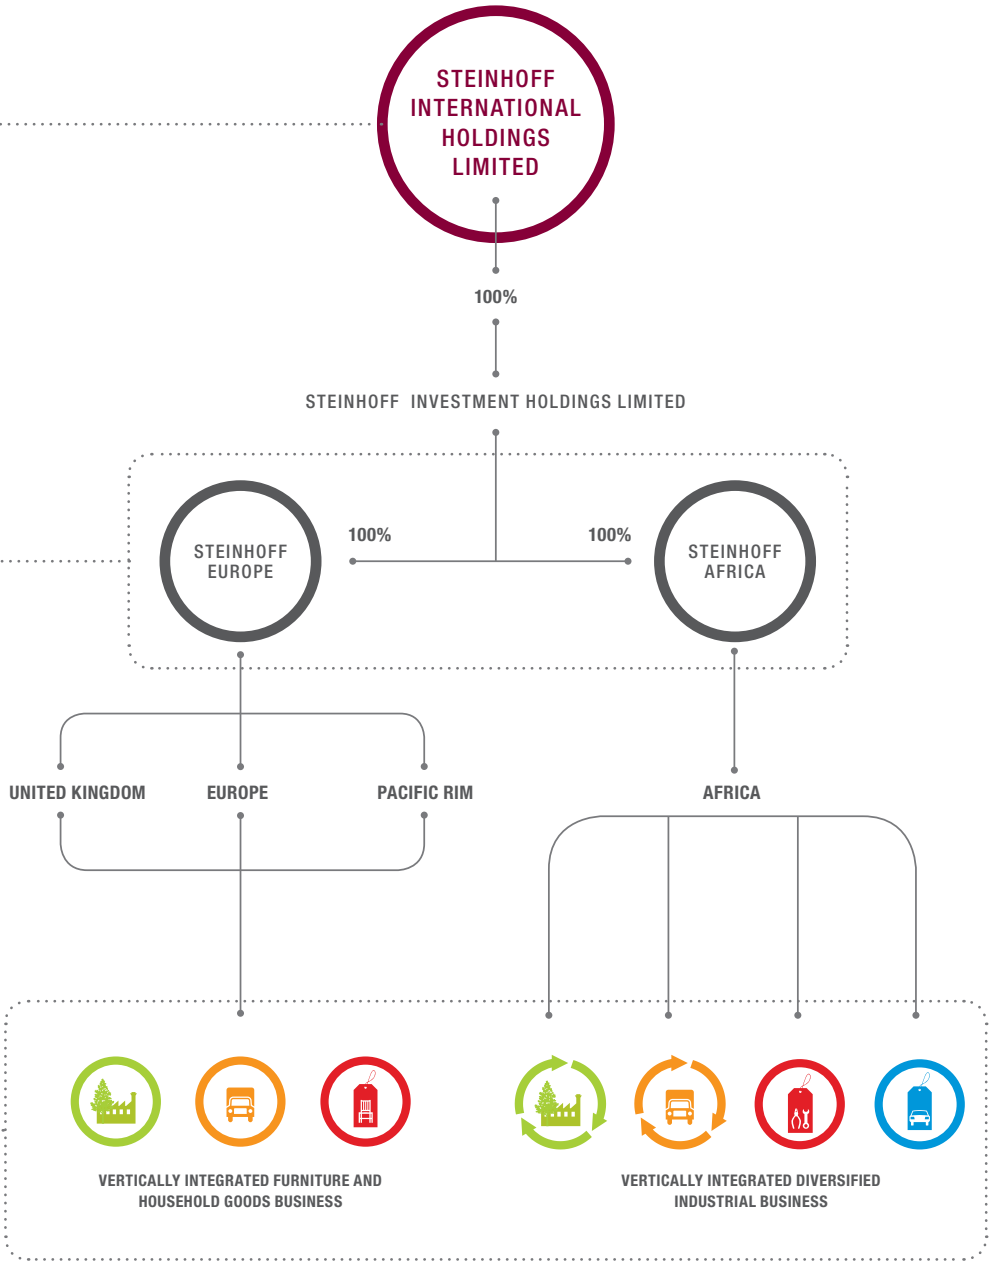 STEINHOFF
INTERNATIONAL
HOLDINGS
LIMITED
100%
STEINHOFF INVESTMENT HOLDINGS LIMITED
STEINHOFF
EUROPE
100%
100%
STEINHOFF
AFRICA
UNITED KINGDOM
EUROPE
PACIFIC RIM
AFRICA
VERTICALLY INTEGRATED FURNITURE AND
HOUSEHOLD GOODS BUSINESS
VERTICALLY INTEGRATED DIVERSIFIED
INDUSTRIAL BUSINESS